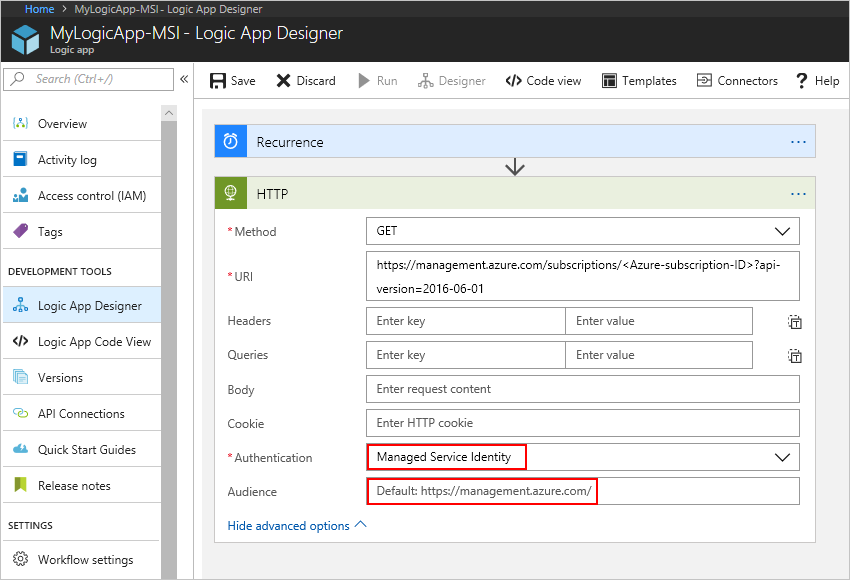 Home > MyLogicApp-MSI - Logic App Designer
MyLogicApp-MSI - Logic App Designer
Logic app
Search (Ctrl+/)
«
Save
Discard
Run
Designer
</> Code view
Templates
Connectors
? Help
Overview
Activity log
Access control (IAM)
Tags
DEVELOPMENT TOOLS
Logic App Designer
</> Logic App Code View
Versions
API Connections
Quick Start Guides
Release notes
SETTINGS
Workflow settings
Recurrence
...
HTTP
...
* Method
GET
* URI
https://management.azure.com/subscriptions/<Azure-subscription-ID>?api-
version=2016-06-01
Headers
Enter key
Enter value
Queries
Enter key
Enter value
Body
Enter request content
Cookie
Enter HTTP cookie
* Authentication
Managed Service Identity
Audience
Default: https://management.azure.com/
Hide advanced options